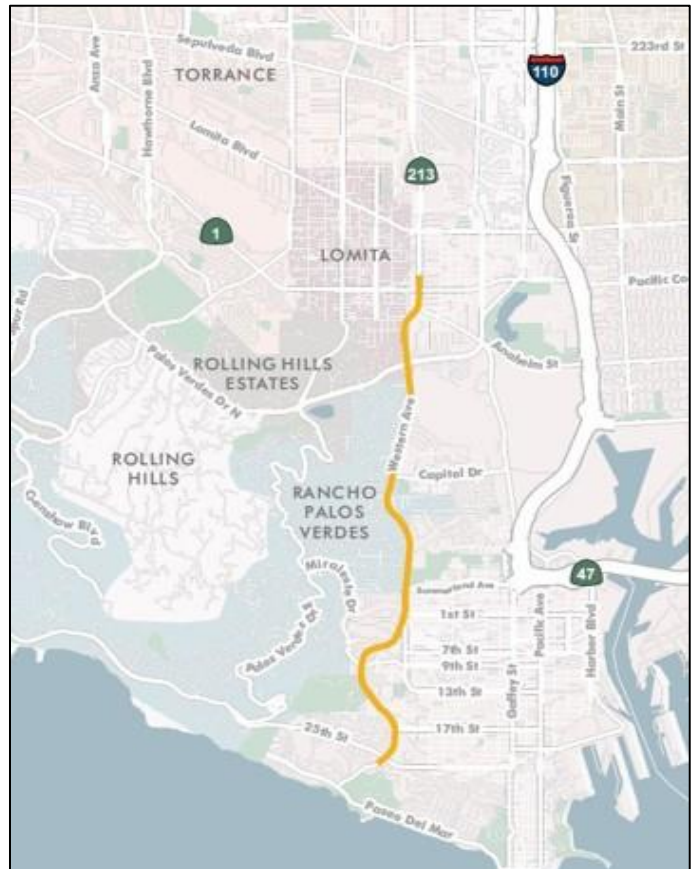 Sepulveda Blvd
223rd St
Anza Ave
Hawthorne Blvd
TORRANCE
110
Main St
Lomita Blvd
213
Figueroa St
1
LOMITA
Pacific Co
Palos Verdes Dr N
ROLLING HILLS
ESTATES
Anaheim St
Western Ave
ROLLING
HILLS
Capitol Dr
RANCHO
PALOS
VERDES
Miraleste Dr
Summerland Ave
47
1st St
Pacific Ave
Harbor Blvd
7th St
9th St
Palos Verdes Dr E
13th St
Gaffey St
25th St
17th St
Paseo Del Mar